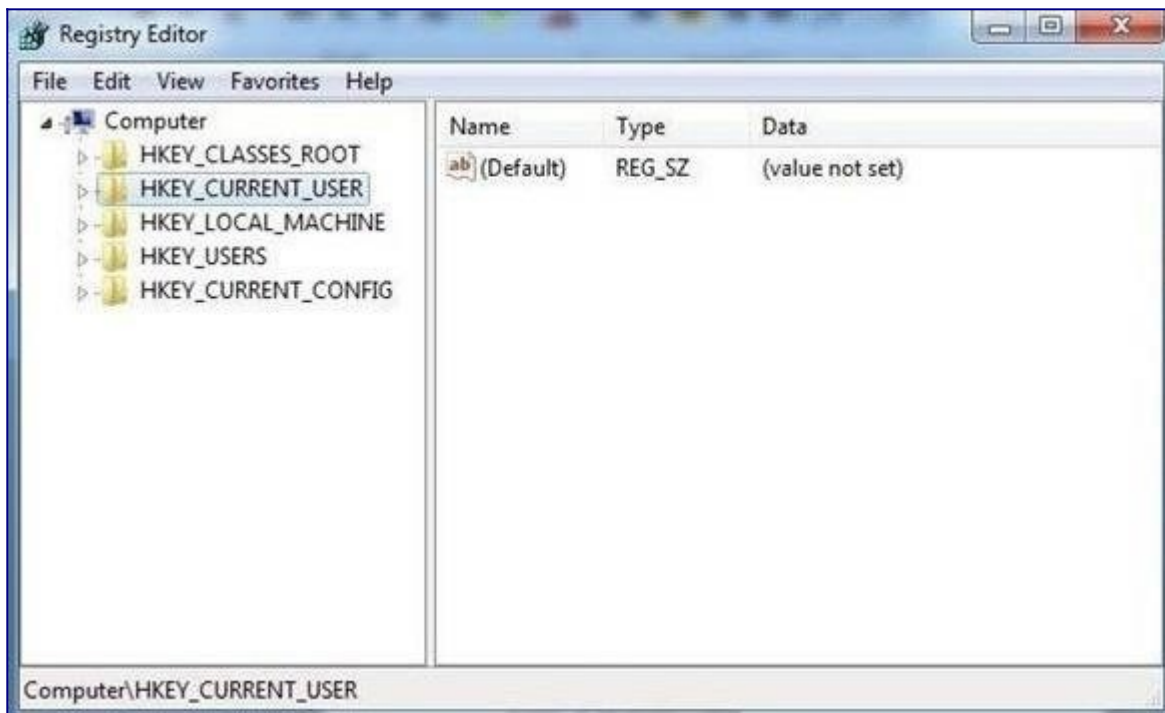 Registry Editor
File Edit View Favorites Help
Computer
HKEY_CLASSES_ROOT
HKEY_CURRENT_USER
HKEY_LOCAL_MACHINE
HKEY_USERS
HKEY_CURRENT_CONFIG
Name Type Data
ab (Default) REG_SZ (value not set)
Computer\HKEY_CURRENT_USER